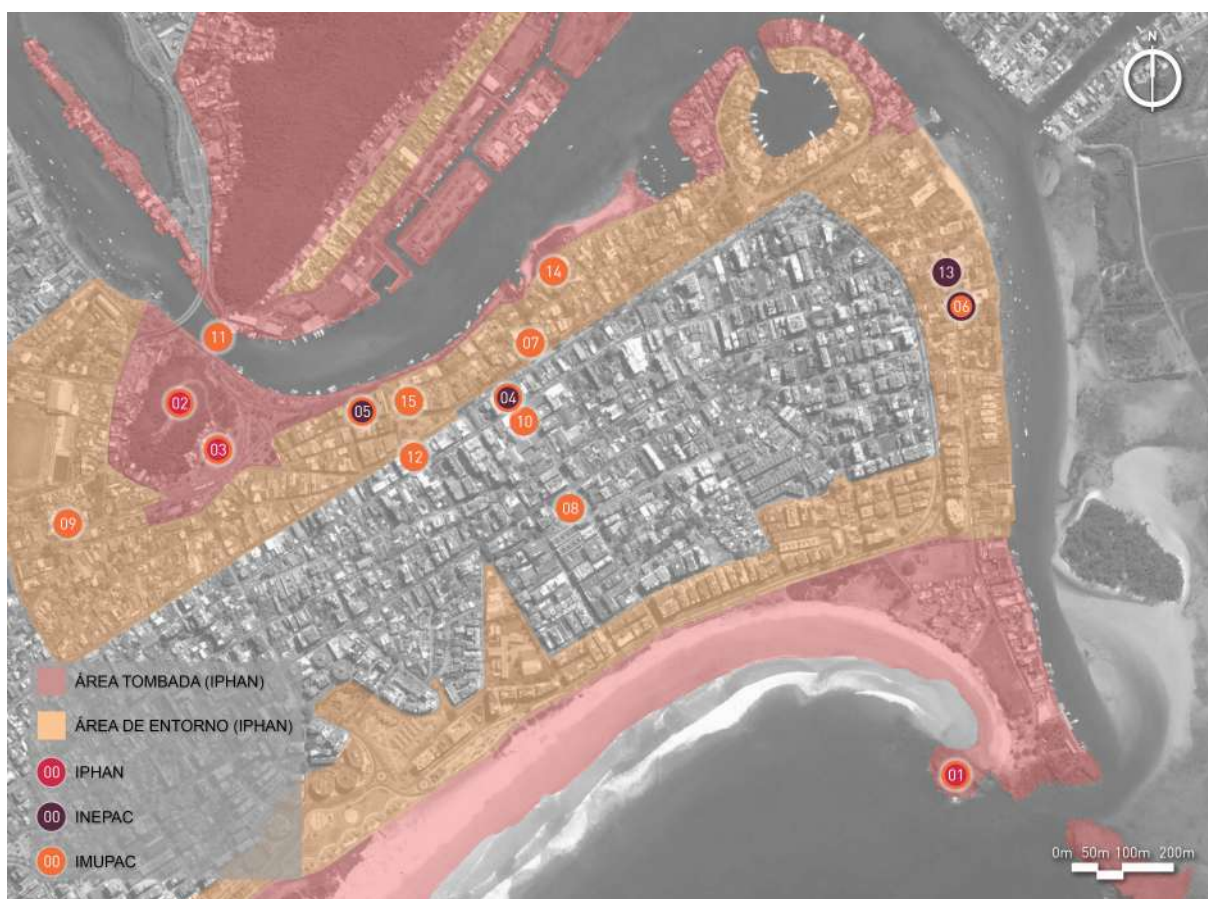 N
13
14
06
11
07
02
05
15
04
10
03
12
08
09
ÁREA TOMBADA (IPHAN)
ÁREA DE ENTORNO (IPHAN)
00 IPHAN
01
00 INEPAC
00 IMUPAC
0m 50m 100m 200m